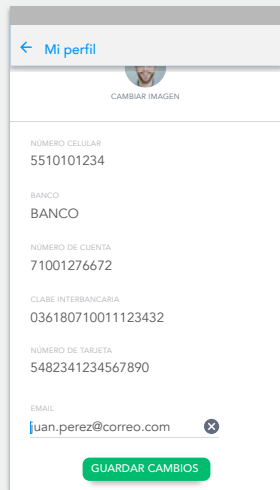 Mi perfil
CAMBIAR IMAGEN
NÚMERO CELULAR
5510101234
BANCO
BANCO
NÚMERO DE CUENTA
71001276672
CLABE INTERBANCARIA
036180710011123432
NÚMERO DE TARJETA
5482341234567890
EMAIL
juan.perez@correo.com
GUARDAR CAMBIOS